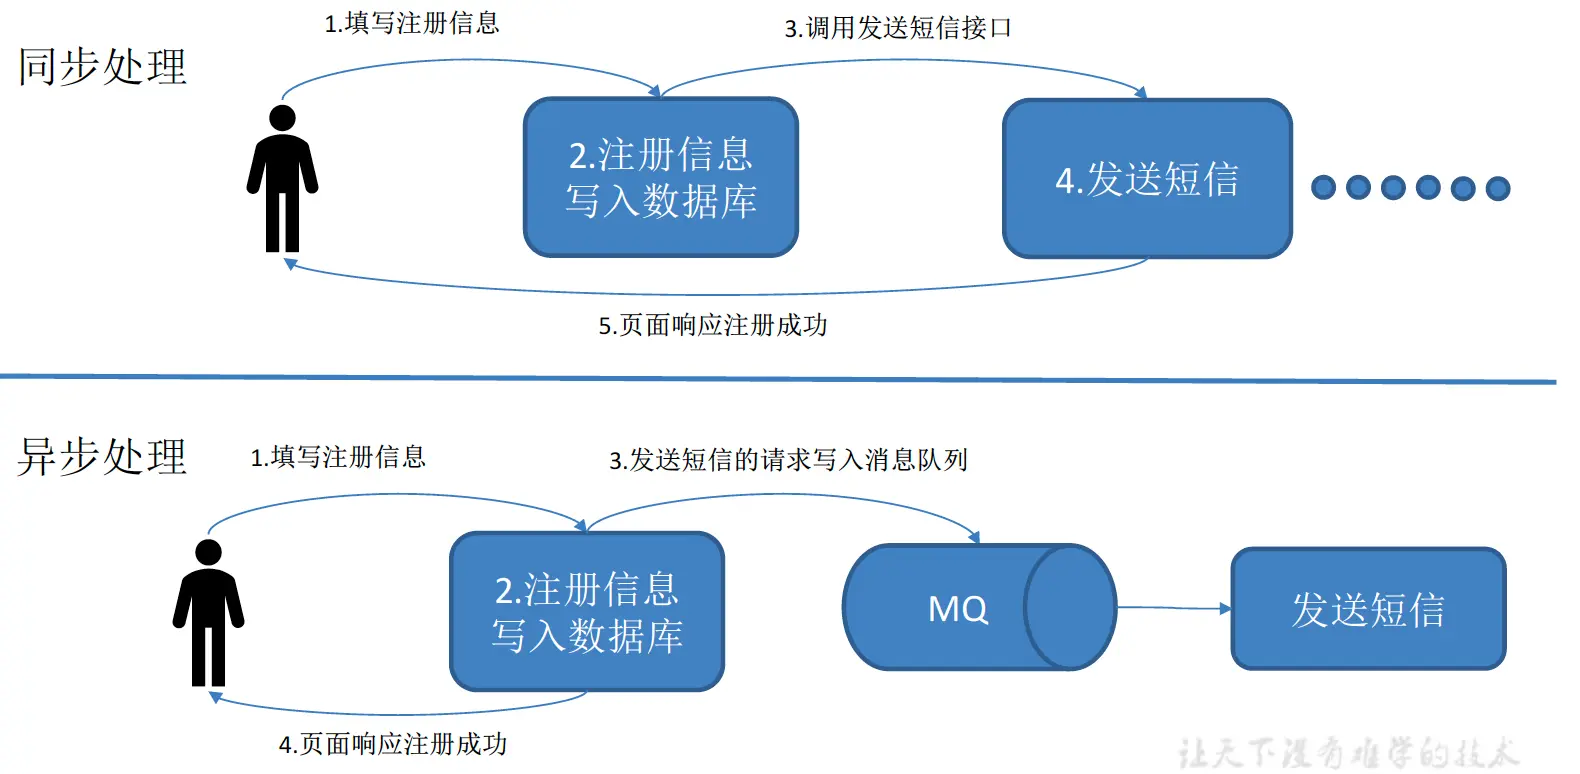 同步处理
1.填写注册信息
3.调用发送短信接口
2.注册信息
写入数据库
4.发送短信
5.页面响应注册成功
异步处理
1.填写注册信息
3.发送短信的请求写入消息队列
2.注册信息
写入数据库
MQ
发送短信
4.页面响应注册成功
让天下没有难学的技术